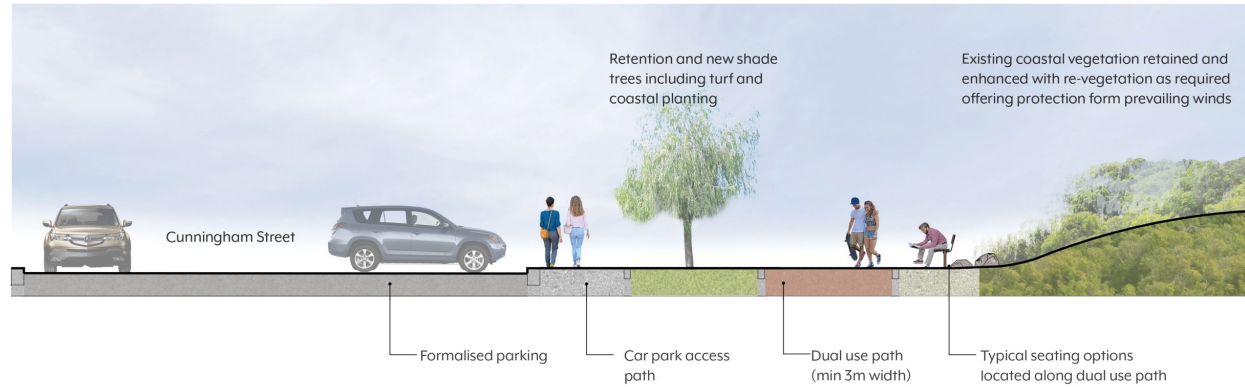 Retention and new shade
trees including turf and
coastal planting
Existing coastal vegetation retained and
enhanced with re-vegetation as required
offering protection form prevailing winds
Cunningham Street
Formalised parking
Car park access
path
Dual use path
(min 3m width)
Typical seating options
located along dual use path